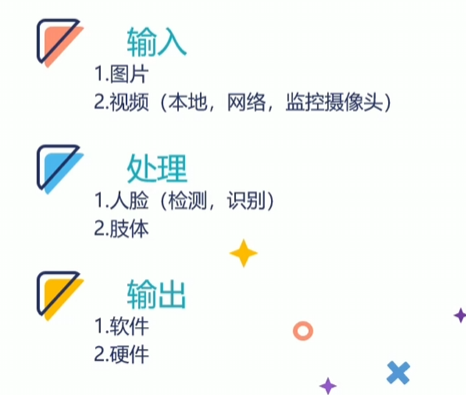 输入
1.图片
2.视频（本地，网络，监控摄像头）
处理
1.人脸（检测，识别）
2.肢体
输出
1.软件
2.硬件